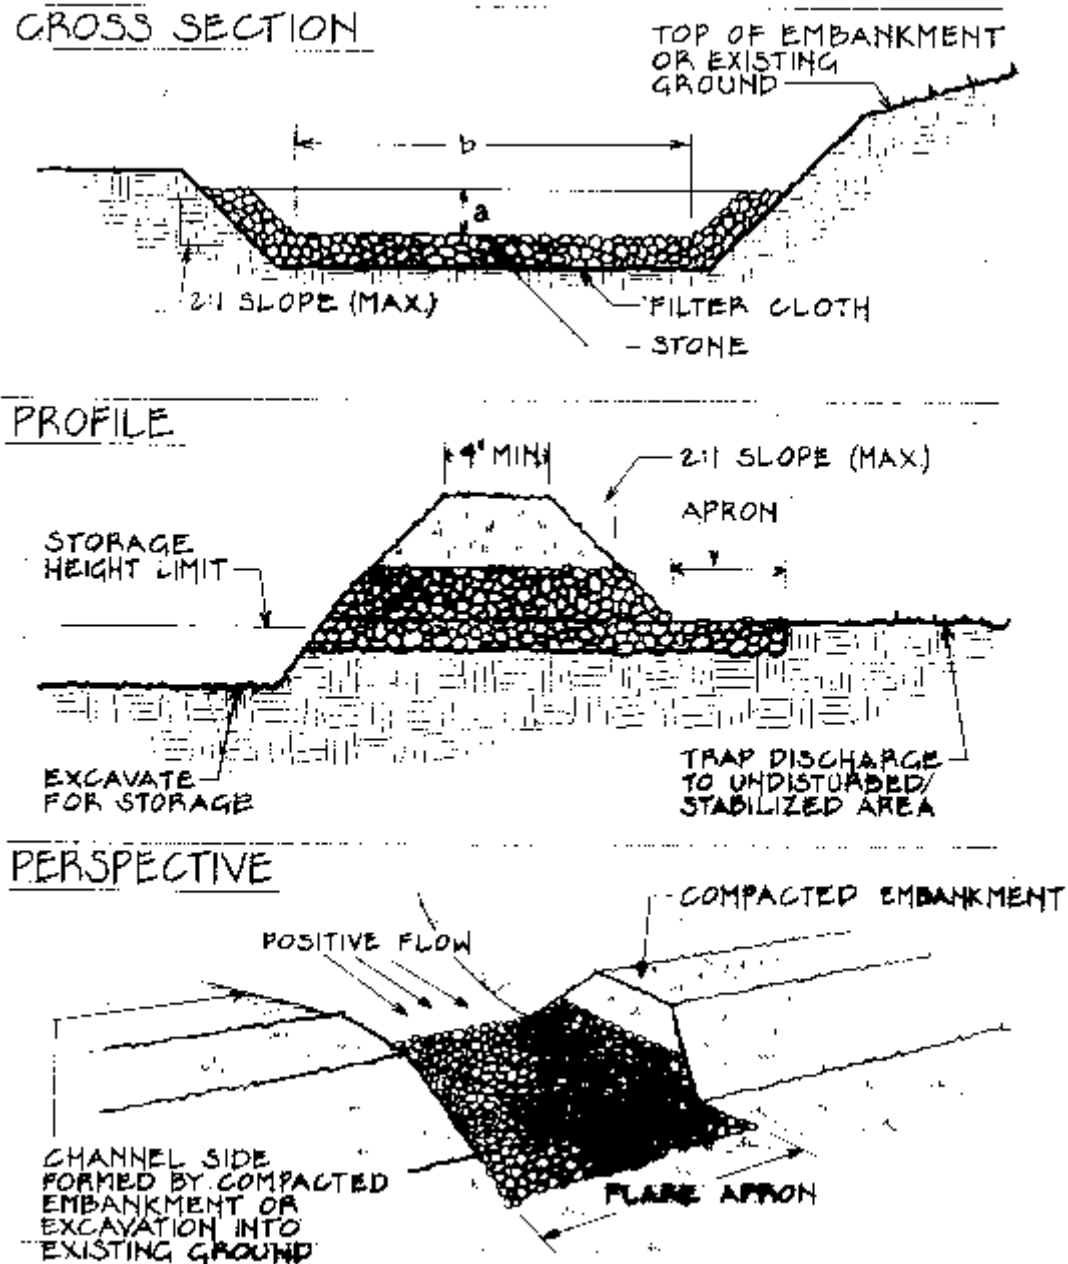 CROSS SECTION
TOP OF EMBANKMENT
OR EXISTING
GROUND
b
a
2:1 SLOPE (MAX.)
FILTER CLOTH
STONE
PROFILE
4' MIN.
2:1 SLOPE (MAX.)
APRON
STORAGE
HEIGHT LIMIT
EXCAVATE
FOR STORAGE
TRAP DISCHARGE
TO UNDISTURBED/
STABILIZED AREA
PERSPECTIVE
COMPACTED EMBANKMENT
POSITIVE FLOW
CHANNEL SIDE
FORMED BY COMPACTED
EMBANKMENT OR
EXCAVATION INTO
EXISTING GROUND
FLARE APRON